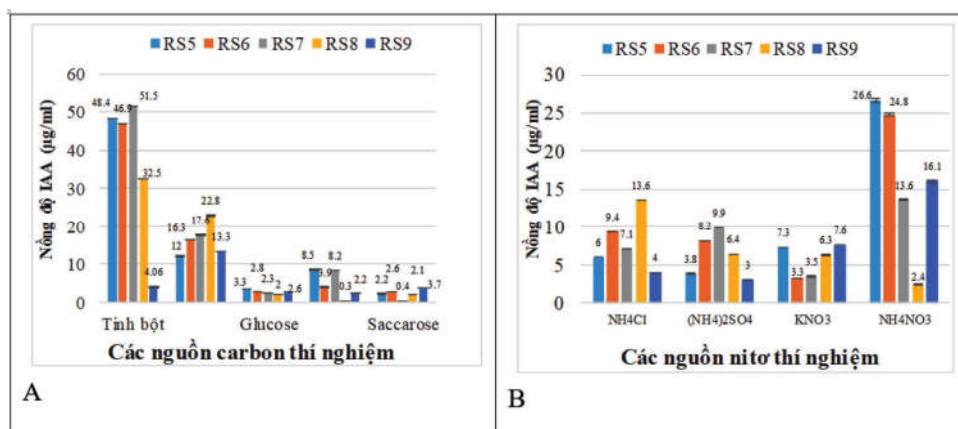 RS5 RS6 RS7 RS8 RS9
Nồng độ IAA (µg/ml)
60
50
40
30
20
10
0
48.4 46.9 51.5 32.5 4.06
12 16.3 17.6 22.8 13.3
3.3 2.8 2.3 2 2.6
8.5 3.9 8.2 0.3 2.2
2.2 2.6 0.4 2.1 3.7
Tinh bột Glucose Saccarose
Các nguồn carbon thí nghiệm
A
RS5 RS6 RS7 RS8 RS9
Nồng độ IAA (µg/ml)
30
25
20
15
10
5
0
6 9.4 7.1 13.6 4
3.8 8.2 9.9 6.4 3
7.3 3.3 3.5 6.3 7.6
26.6 24.8 13.6 2.4 16.1
NH4Cl (NH4)2SO4 KNO3 NH4NO3
Các nguồn nitơ thí nghiệm
B